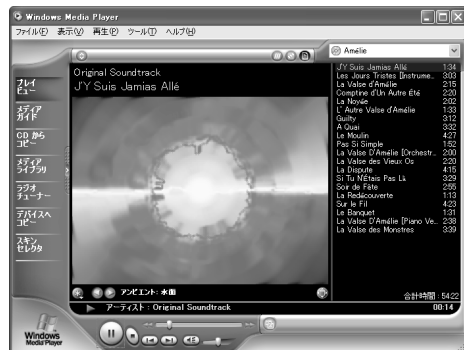 Windows Media Player
ファイル(F) 表示(V) 再生(P) ツール(T) ヘルプ(H)
Amélie
プレイビュー
メディアガイド
CD からコピー
メディアライブラリ
ラジオチューナー
デバイスへコピー
スキンセレクタ
Original Soundtrack
J'Y Suis Jamias Allé
J'Y Suis Jamias Allé 1:34
Les Jours Tristes [Instrume... 3:03
La Valse d'Amélie 2:15
Comptine d'Un Autre Été 2:20
La Noyée 2:02
L' Autre Valse d'Amélie 1:33
Guilty 3:12
A Quai 3:32
Le Moulin 4:27
Pas Si Simple 1:52
La Valse D'Amélie [Orchestr... 2:00
La Valse des Vieux Os 2:20
La Dispute 4:15
Si Tu N'Étais Pas Là 3:29
Soir de Fête 2:55
La Redécouverte 1:13
Sur le Fil 4:23
Le Banquet 1:31
La Valse D'Amélie [Piano Ve... 2:38
La Valse des Monstres 3:39
アンビエント: 水面
合計時間: 54:22
アーティスト: Original Soundtrack 00:14
Windows Media Player